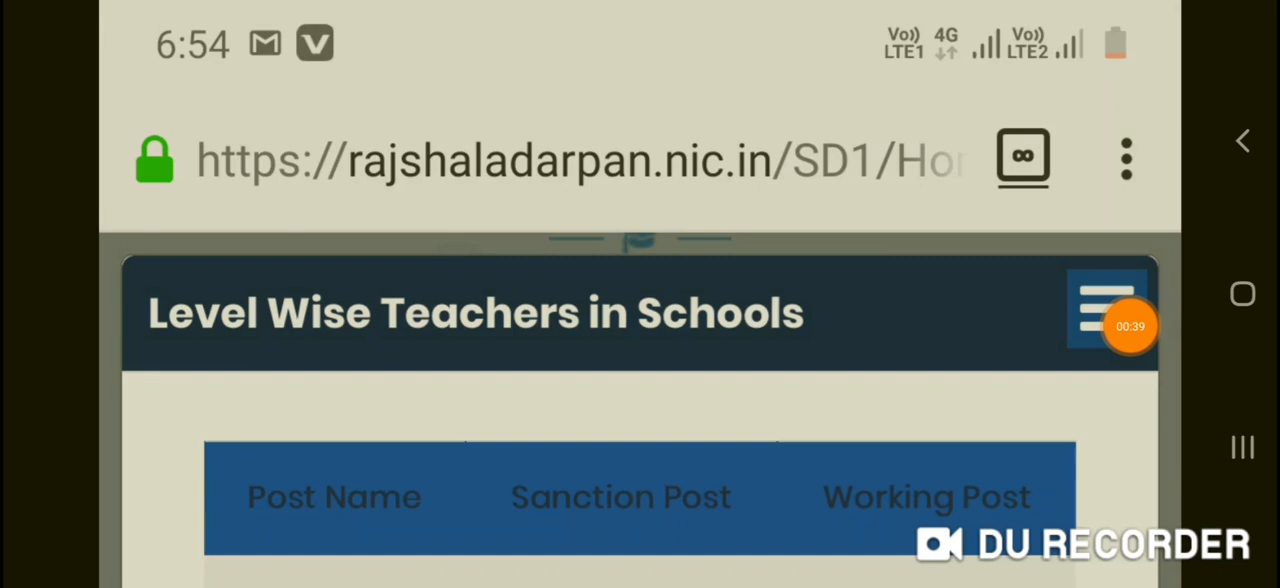 6:54
Vo)) LTE1 4G Vo)) LTE2
https://rajshaladarpan.nic.in/SD1/Ho
Level Wise Teachers in Schools
00:39
Post Name Sanction Post Working Post
DU RECORDER